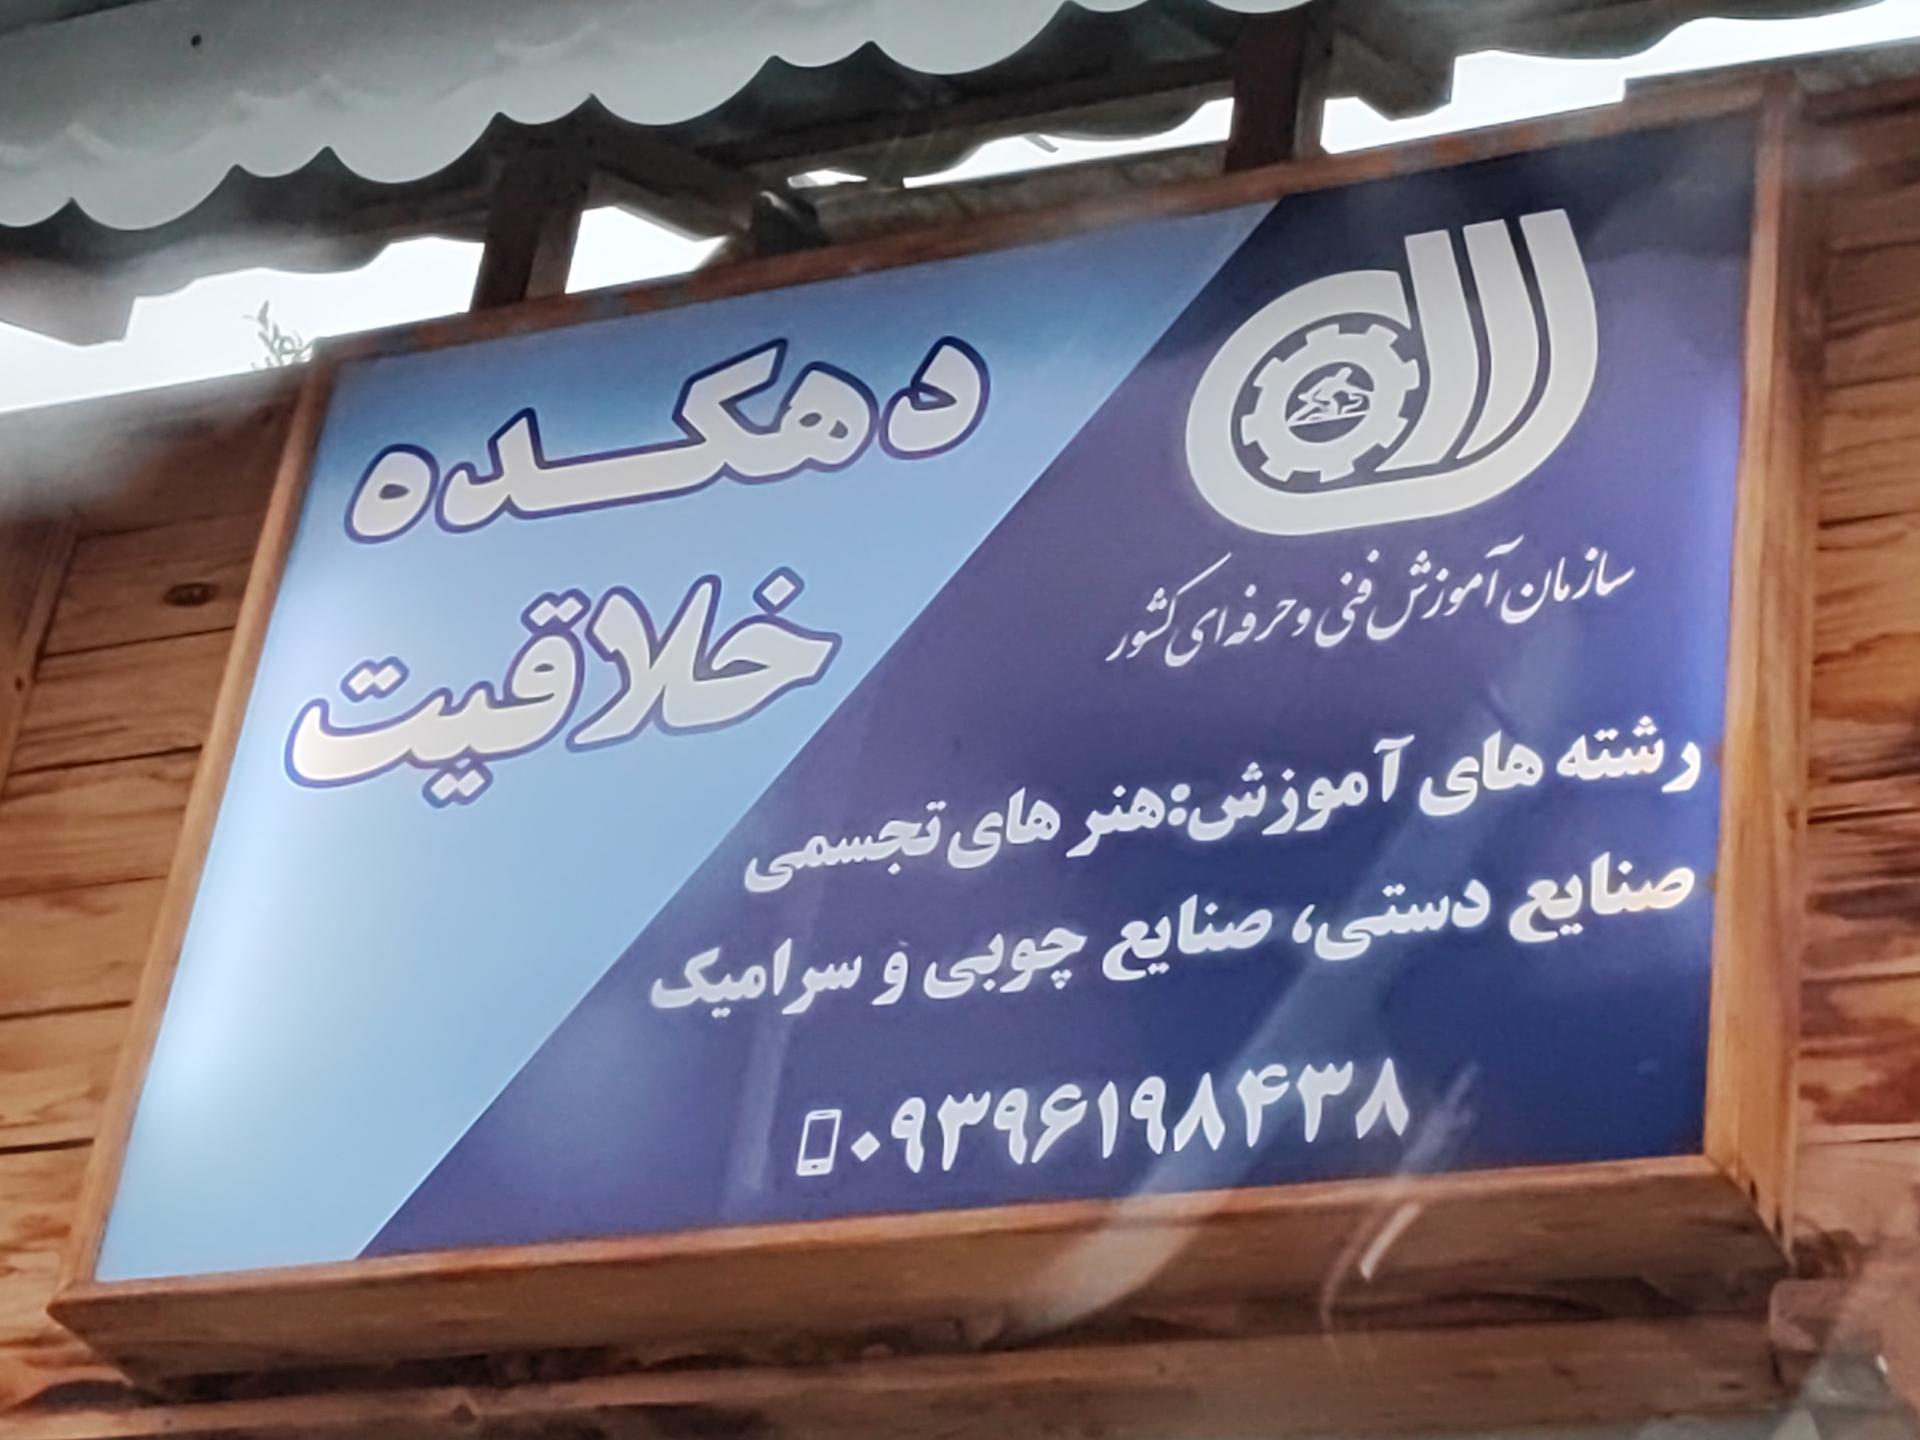 دهکده
خلاقیت
سازمان آموزش فنی و حرفه ای کشور
رشته های آموزش:هنر های تجسمی
صنایع دستی، صنایع چوبی و سرامیک
۰۹۳۹۶۱۹۸۴۳۸